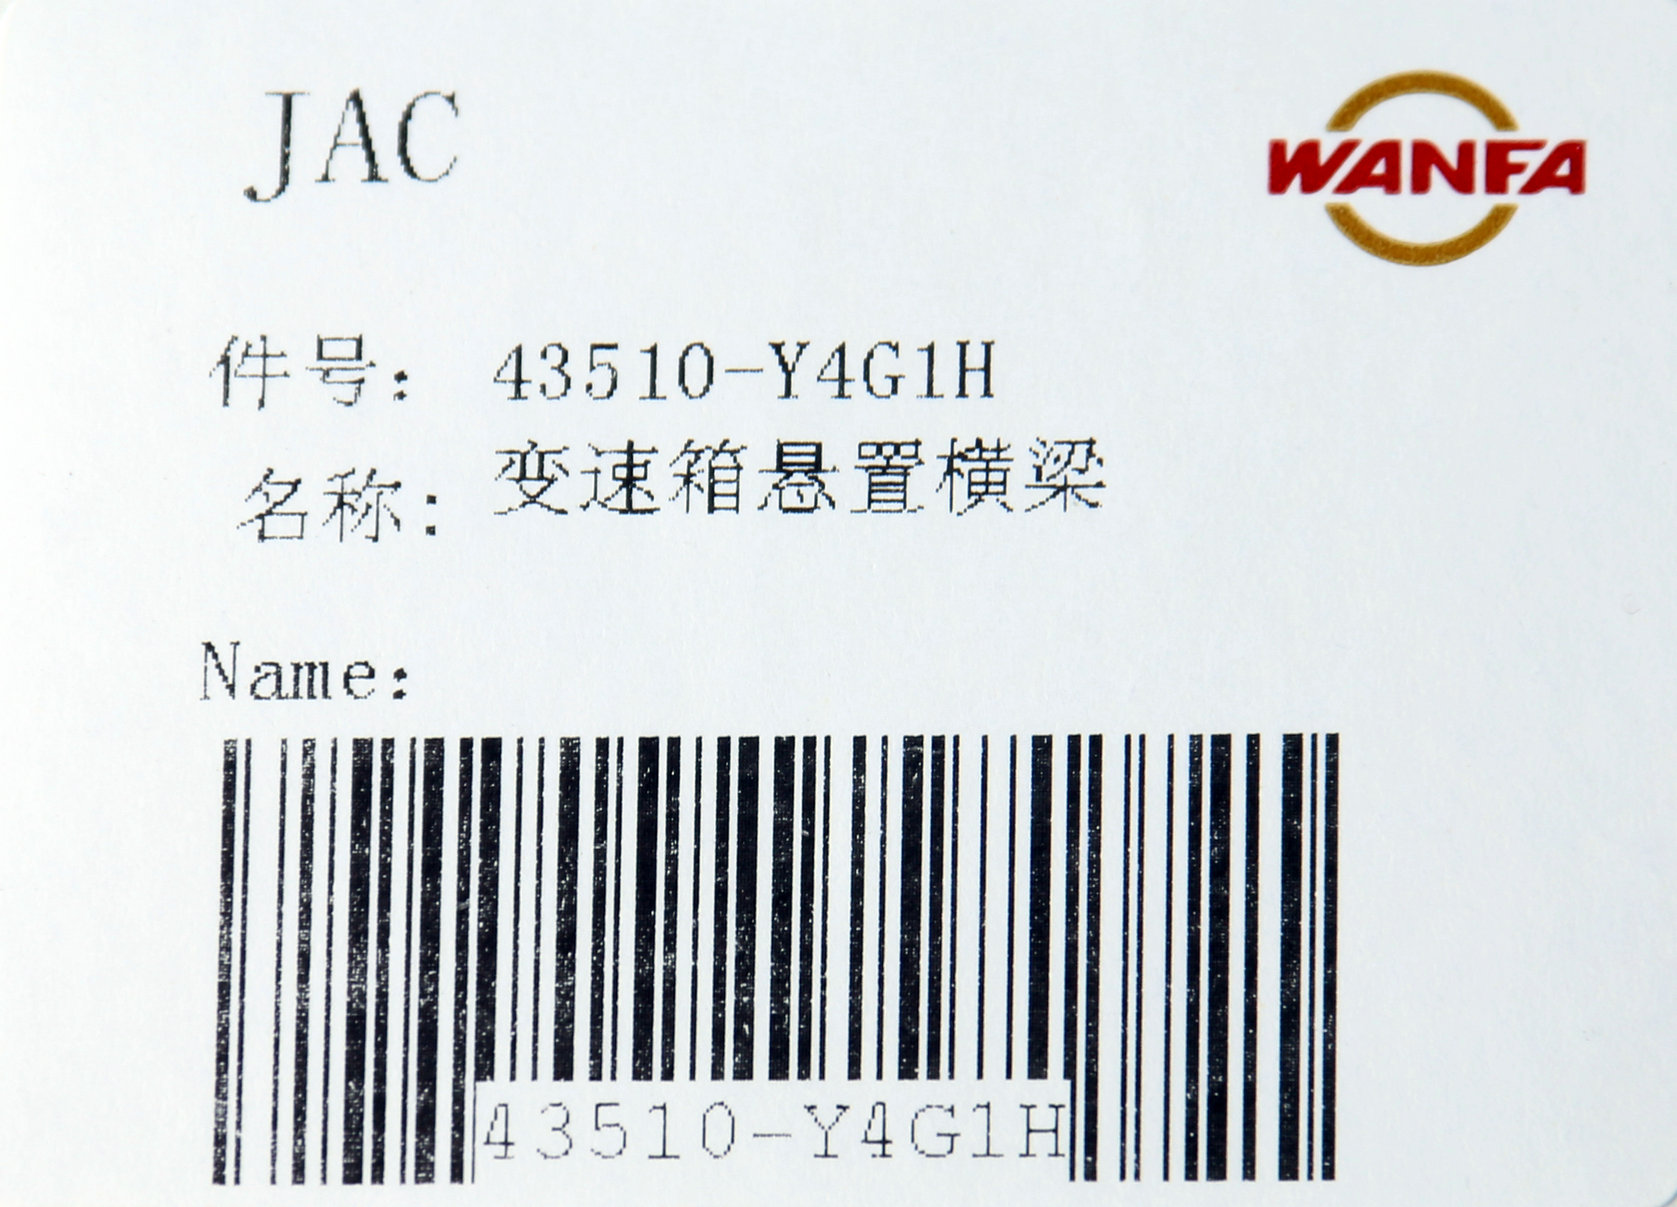 JAC
WANFA
件号： 43510-Y4G1H
名称： 变速箱悬置横梁
Name:
43510-Y4G1H